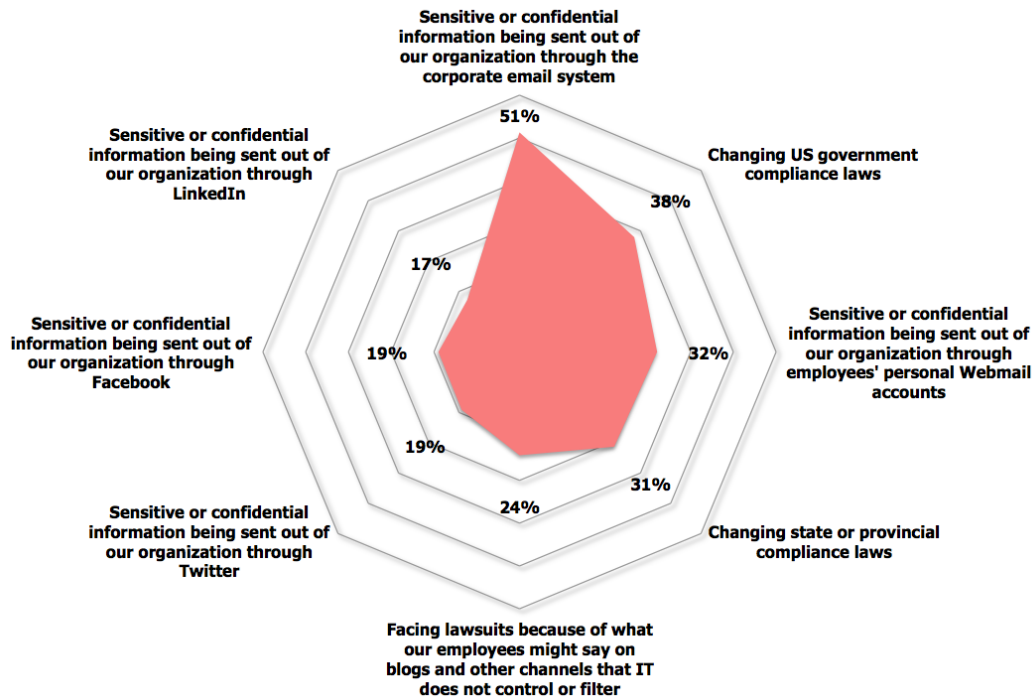 Sensitive or confidential
information being sent out of
our organization through the
corporate email system
51%
Changing US government
compliance laws
38%
Sensitive or confidential
information being sent out of
our organization through
employees' personal Webmail
accounts
32%
Changing state or provincial
compliance laws
31%
Facing lawsuits because of what
our employees might say on
blogs and other channels that IT
does not control or filter
24%
Sensitive or confidential
information being sent out of
our organization through
Twitter
19%
Sensitive or confidential
information being sent out of
our organization through
Facebook
19%
Sensitive or confidential
information being sent out of
our organization through
LinkedIn
17%